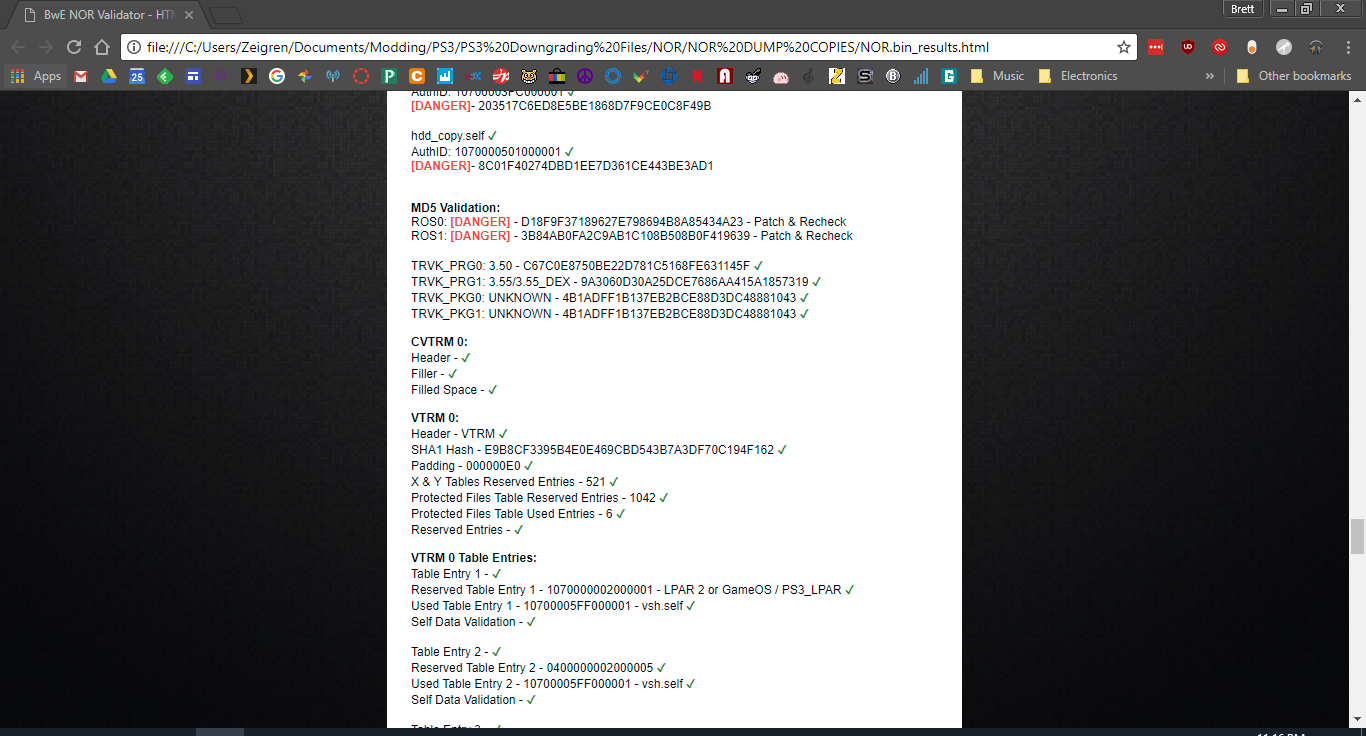 BwE NOR Validator - HTM
Brett
file:///C:/Users/Zeigren/Documents/Modding/PS3/PS3%20Downgrading%20Files/NOR/NOR%20DUMP%20COPIES/NOR.bin_results.html
Apps
Music
Electronics
»
Other bookmarks
AuthID: 10700003FC000001 ✓
[DANGER]- 203517C6ED8E5BE1868D7F9CE0C8F49B
hdd_copy.self ✓
AuthID: 1070000501000001 ✓
[DANGER]- 8C01F40274DBD1EE7D361CE443BE3AD1
MD5 Validation:
ROS0: [DANGER] - D18F9F37189627E798694B8A85434A23 - Patch & Recheck
ROS1: [DANGER] - 3B84AB0FA2C9AB1C108B508B0F419639 - Patch & Recheck
TRVK_PRG0: 3.50 - C67C0E8750BE22D781C5168FE631145F ✓
TRVK_PRG1: 3.55/3.55_DEX - 9A3060D30A25DCE7686AA415A1857319 ✓
TRVK_PKG0: UNKNOWN - 4B1ADFF1B137EB2BCE88D3DC48881043 ✓
TRVK_PKG1: UNKNOWN - 4B1ADFF1B137EB2BCE88D3DC48881043 ✓
CVTRM 0:
Header - ✓
Filler - ✓
Filled Space - ✓
VTRM 0:
Header - VTRM ✓
SHA1 Hash - E9B8CF3395B4E0E469CBD543B7A3DF70C194F162 ✓
Padding - 000000E0 ✓
X & Y Tables Reserved Entries - 521 ✓
Protected Files Table Reserved Entries - 1042 ✓
Protected Files Table Used Entries - 6 ✓
Reserved Entries - ✓
VTRM 0 Table Entries:
Table Entry 1 - ✓
Reserved Table Entry 1 - 1070000002000001 - LPAR 2 or GameOS / PS3_LPAR ✓
Used Table Entry 1 - 10700005FF000001 - vsh.self ✓
Self Data Validation - ✓
Table Entry 2 - ✓
Reserved Table Entry 2 - 0400000002000005 ✓
Used Table Entry 2 - 10700005FF000001 - vsh.self ✓
Self Data Validation - ✓
Table Entry 3 - ✓
11:16 PM